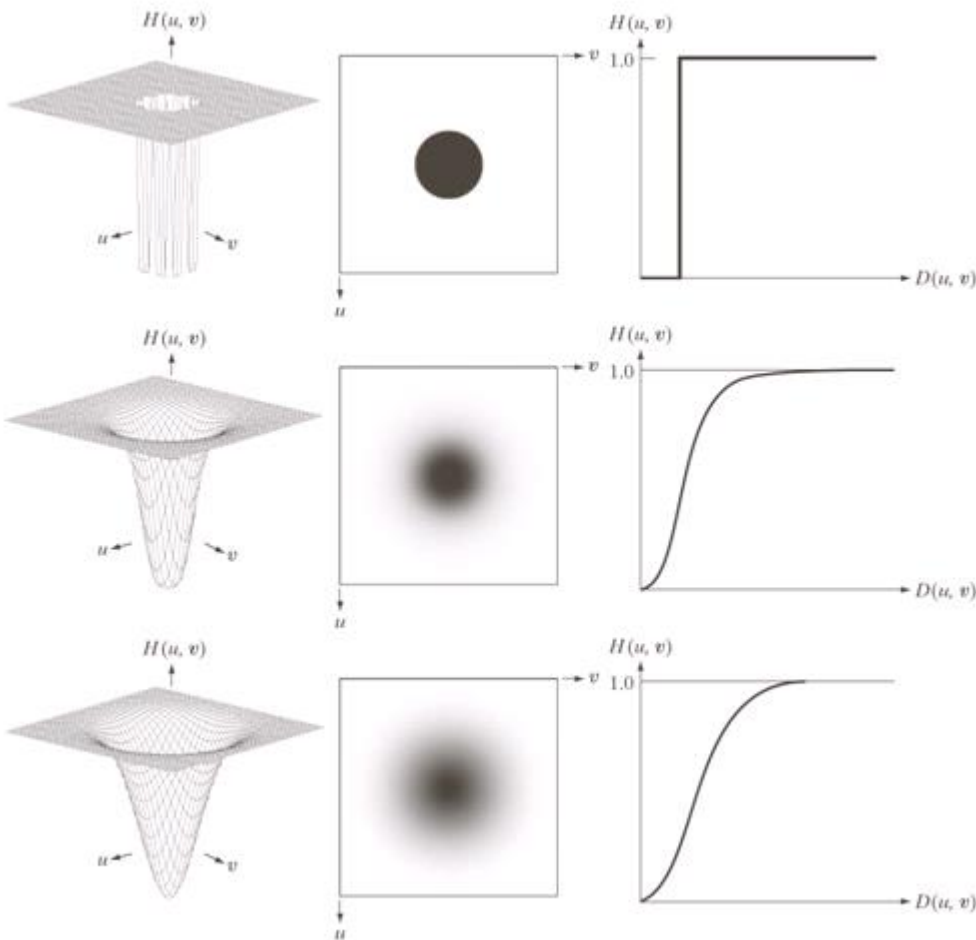 H(u, v)
u
v
v
u
H(u, v)
1.0
D(u, v)
H(u, v)
u
v
v
u
H(u, v)
1.0
D(u, v)
H(u, v)
u
v
v
u
H(u, v)
1.0
D(u, v)